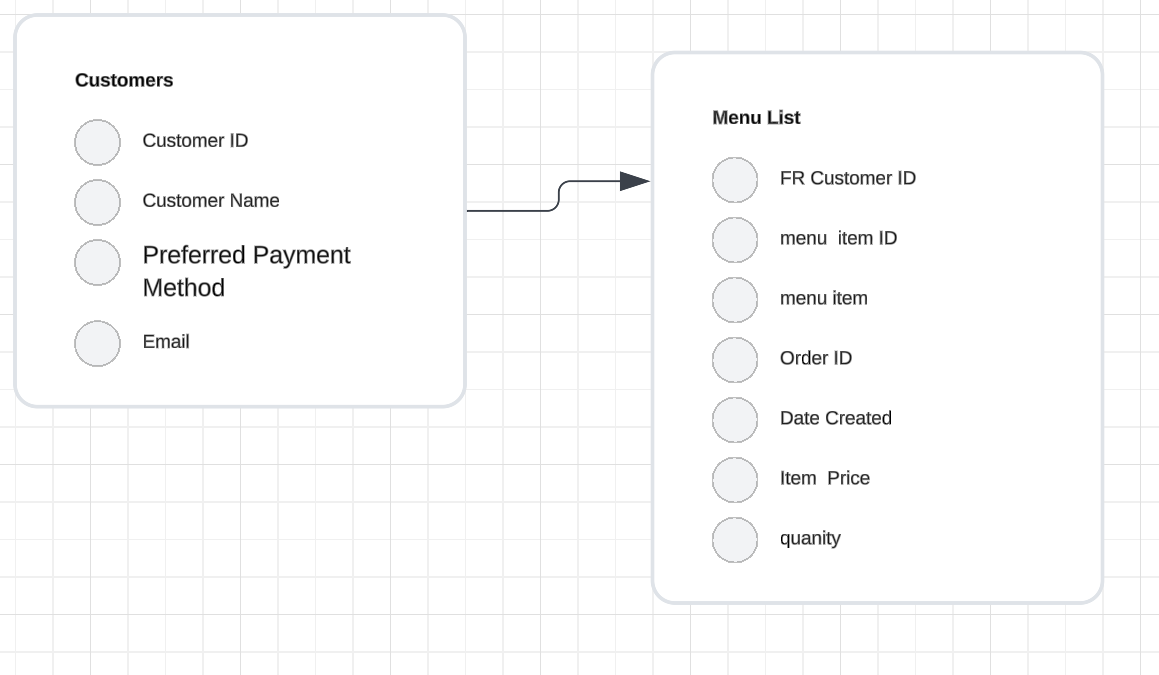 Customers
Customer ID
Customer Name
Preferred Payment
Method
Email
Menu List
FR Customer ID
menu  item ID
menu item
Order ID
Date Created
Item  Price
quanity